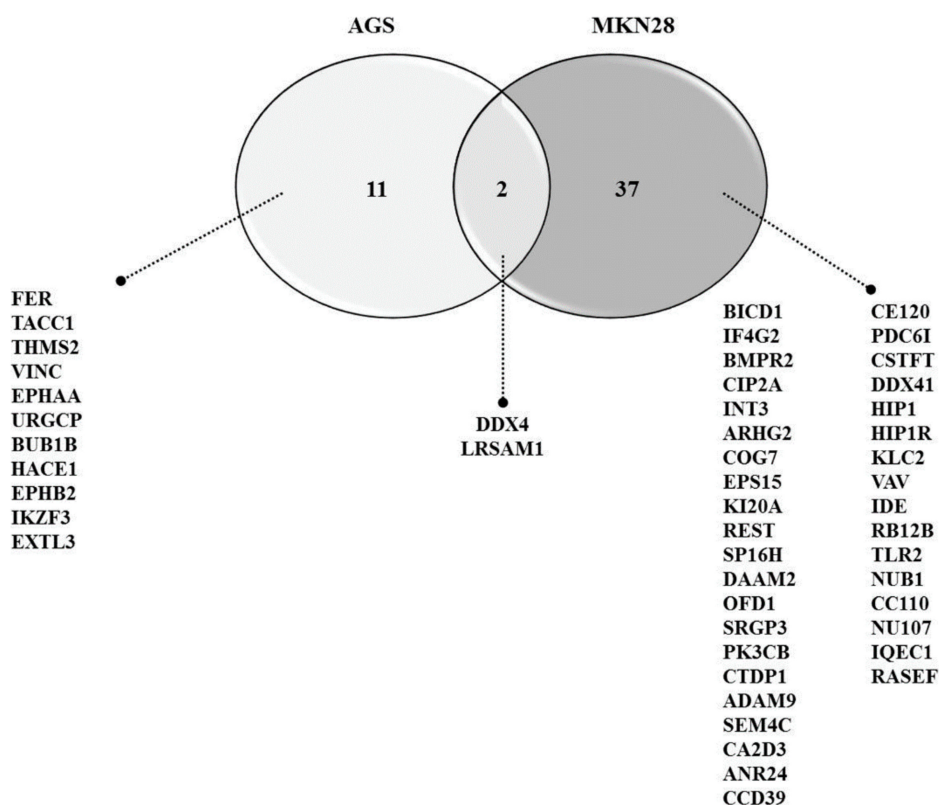 AGS
MKN28
11
2
37
FER
TACC1
THMS2
VINC
EPHAA
URGCP
BUB1B
HACE1
EPHB2
IKZF3
EXTL3
DDX4
LRSAM1
BICD1
IF4G2
BMPR2
CIP2A
INT3
ARHG2
COG7
EPS15
KI20A
REST
SP16H
DAAM2
OFD1
SRGP3
PK3CB
CTDP1
ADAM9
SEM4C
CA2D3
ANR24
CCD39
CE120
PDC6I
CSTFT
DDX41
HIP1
HIP1R
KLC2
VAV
IDE
RB12B
TLR2
NUB1
CC110
NU107
IQEC1
RASEF